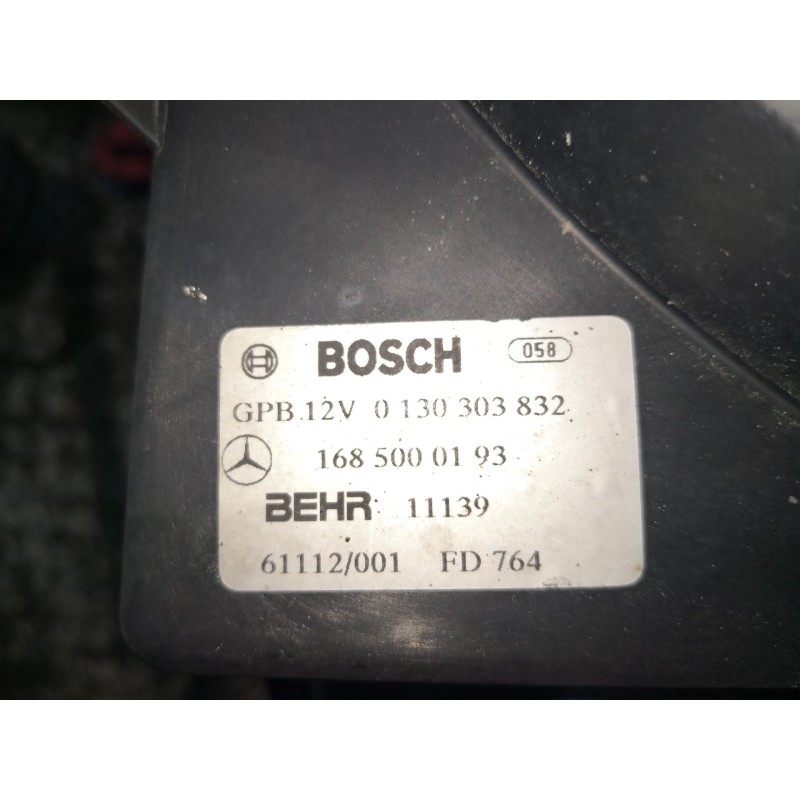 BOSCH 058
GPB 12V 0 130 303 832
168 500 01 93
BEHR 11139
61112/001 FD 764